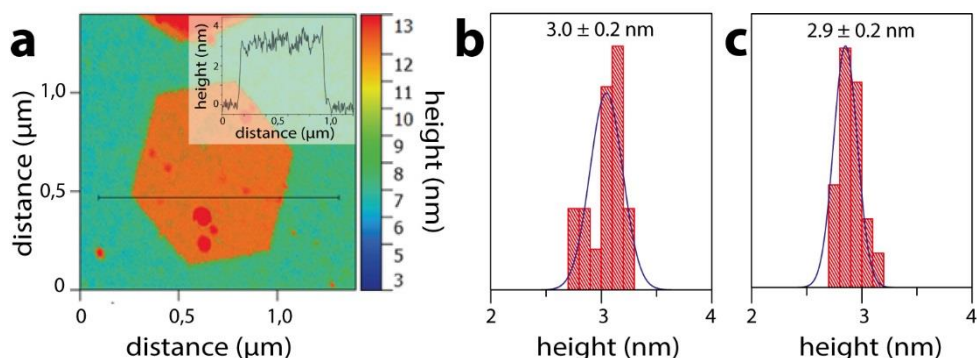 a
distance (μm)
1,0
0,5
0
0
0,5
1,0
distance (μm)
height (nm)
4
2
0
0
0,5
1,0
distance (μm)
13
12
11
10
9
8
7
6
5
4
3
height (nm)
b
3.0 ± 0.2 nm
2
3
4
height (nm)
c
2.9 ± 0.2 nm
2
3
4
height (nm)